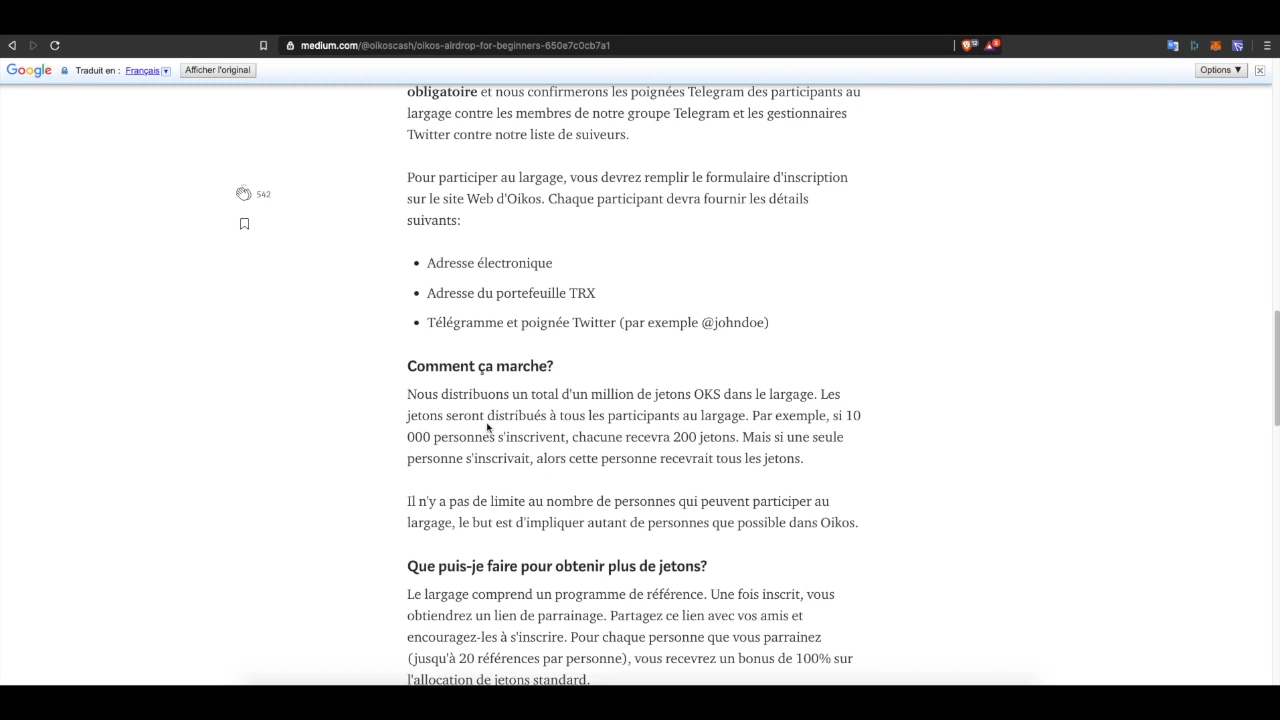 medium.com/@oikoscash/oikos-airdrop-for-beginners-650e7c0cb7a1
Google Traduit en : Français Afficher l'original Options ▼
obligatoire et nous confirmerons les poignées Telegram des participants au
largage contre les membres de notre groupe Telegram et les gestionnaires
Twitter contre notre liste de suiveurs.
Pour participer au largage, vous devrez remplir le formulaire d'inscription
542
sur le site Web d'Oikos. Chaque participant devra fournir les détails
suivants:
• Adresse électronique
• Adresse du portefeuille TRX
• Télégramme et poignée Twitter (par exemple @johndoe)
Comment ça marche?
Nous distribuons un total d'un million de jetons OKS dans le largage. Les
jetons seront distribués à tous les participants au largage. Par exemple, si 10
000 personnes s'inscrivent, chacune recevra 200 jetons. Mais si une seule
personne s'inscrivait, alors cette personne recevrait tous les jetons.
Il n'y a pas de limite au nombre de personnes qui peuvent participer au
largage, le but est d'impliquer autant de personnes que possible dans Oikos.
Que puis-je faire pour obtenir plus de jetons?
Le largage comprend un programme de référence. Une fois inscrit, vous
obtiendrez un lien de parrainage. Partagez ce lien avec vos amis et
encouragez-les à s'inscrire. Pour chaque personne que vous parrainez
(jusqu'à 20 références par personne), vous recevrez un bonus de 100% sur
l'allocation de jetons standard.